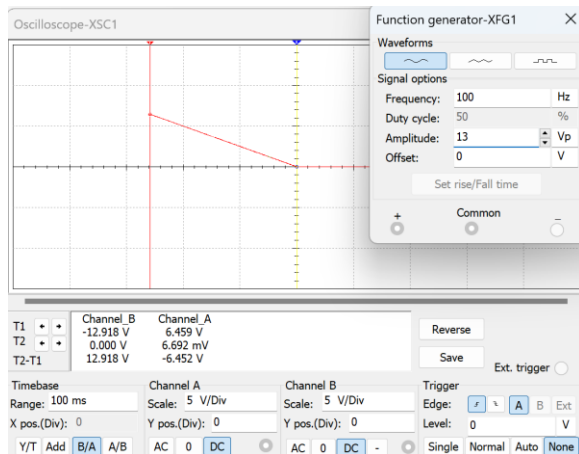 Oscilloscope-XSC1
Function generator-XFG1
Waveforms
Signal options
Frequency: 100 Hz
Duty cycle: 50 %
Amplitude: 13 Vp
Offset: 0 V
Set rise/Fall time
+ Common −
Channel_B Channel_A
T1 -12.918 V 6.459 V
T2 0.000 V 6.692 mV
T2-T1 12.918 V -6.452 V
Reverse
Save
Ext. trigger
Timebase
Range: 100 ms
X pos.(Div): 0
Y/T Add B/A A/B
Channel A
Scale: 5 V/Div
Y pos.(Div): 0
AC 0 DC
Channel B
Scale: 5 V/Div
Y pos.(Div): 0
AC 0 DC -
Trigger
Edge: A B Ext
Level: 0 V
Single Normal Auto None